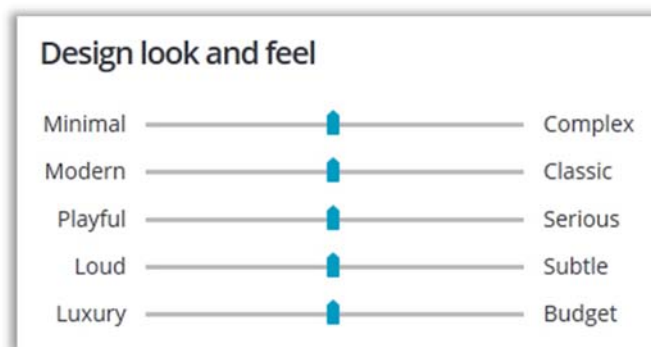 Design look and feel
Minimal Complex
Modern Classic
Playful Serious
Loud Subtle
Luxury Budget